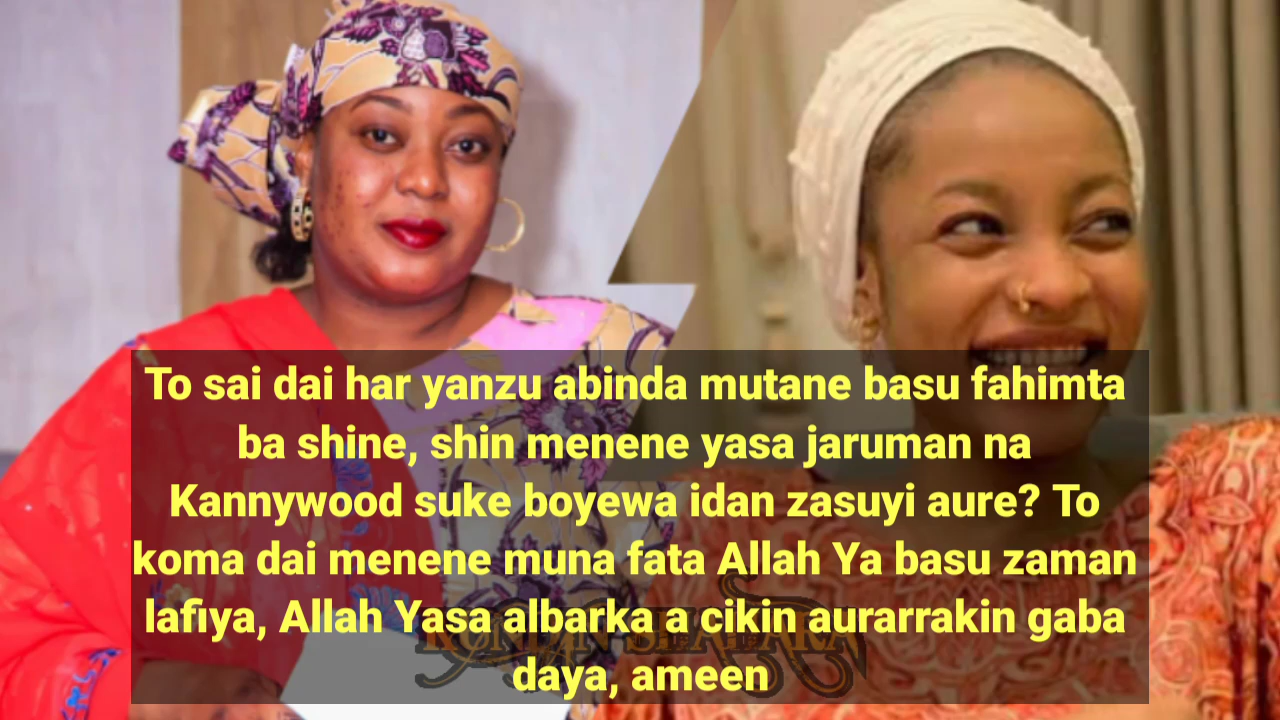 To sai dai har yanzu abinda mutane basu fahimta
ba shine, shin menene yasa jaruman na
Kannywood suke boyewa idan zasuyi aure? To
koma dai menene muna fata Allah Ya basu zaman
lafiya, Allah Yasa albarka a cikin aurarrakin gaba
daya, ameen